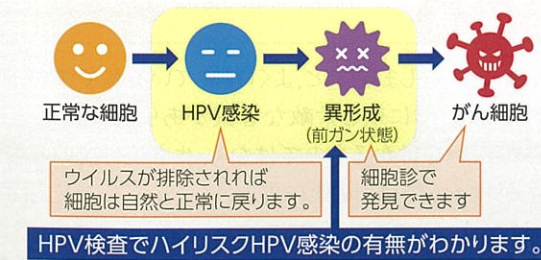 正常な細胞
HPV感染
異形成
(前ガン状態)
がん細胞
ウイルスが排除されれば
細胞は自然と正常に戻ります。
細胞診で
発見できます
HPV検査でハイリスクHPV感染の有無がわかります。